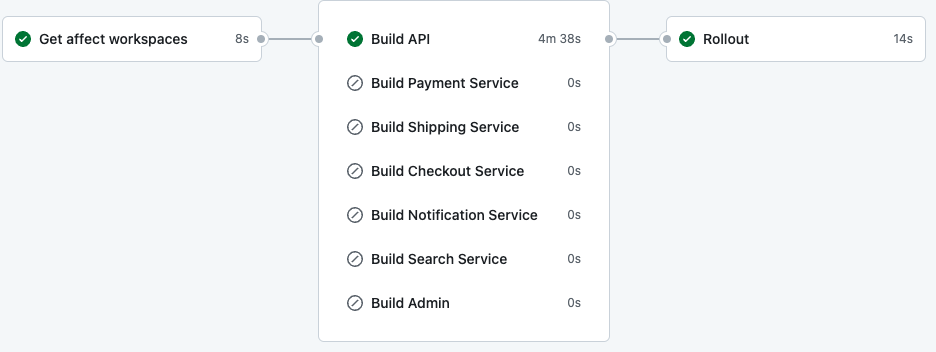 Get affect workspaces 8s
Build API 4m 38s
Build Payment Service 0s
Build Shipping Service 0s
Build Checkout Service 0s
Build Notification Service 0s
Build Search Service 0s
Build Admin 0s
Rollout 14s